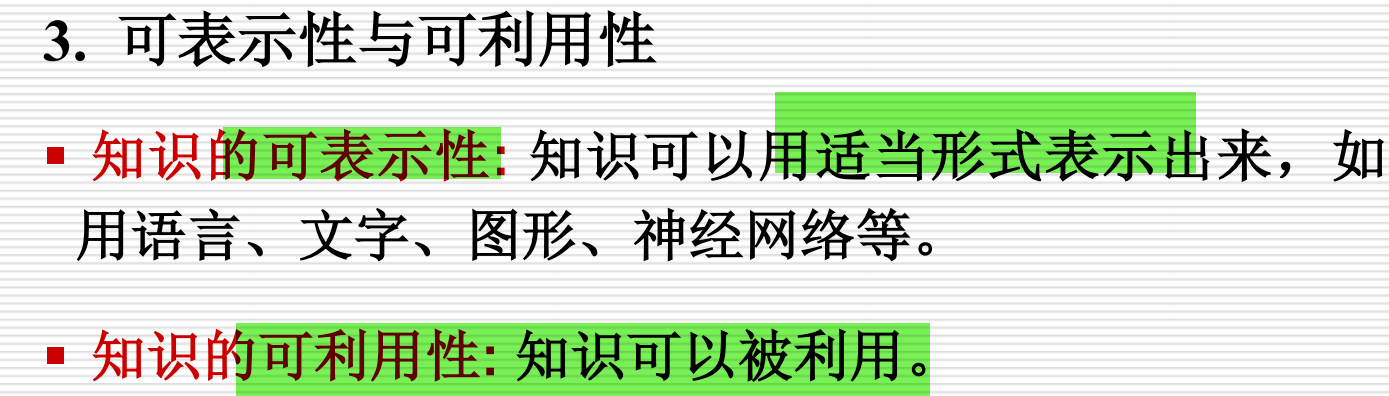 3. 可表示性与可利用性
▪ 知识的可表示性: 知识可以用适当形式表示出来，如
用语言、文字、图形、神经网络等。
▪ 知识的可利用性: 知识可以被利用。